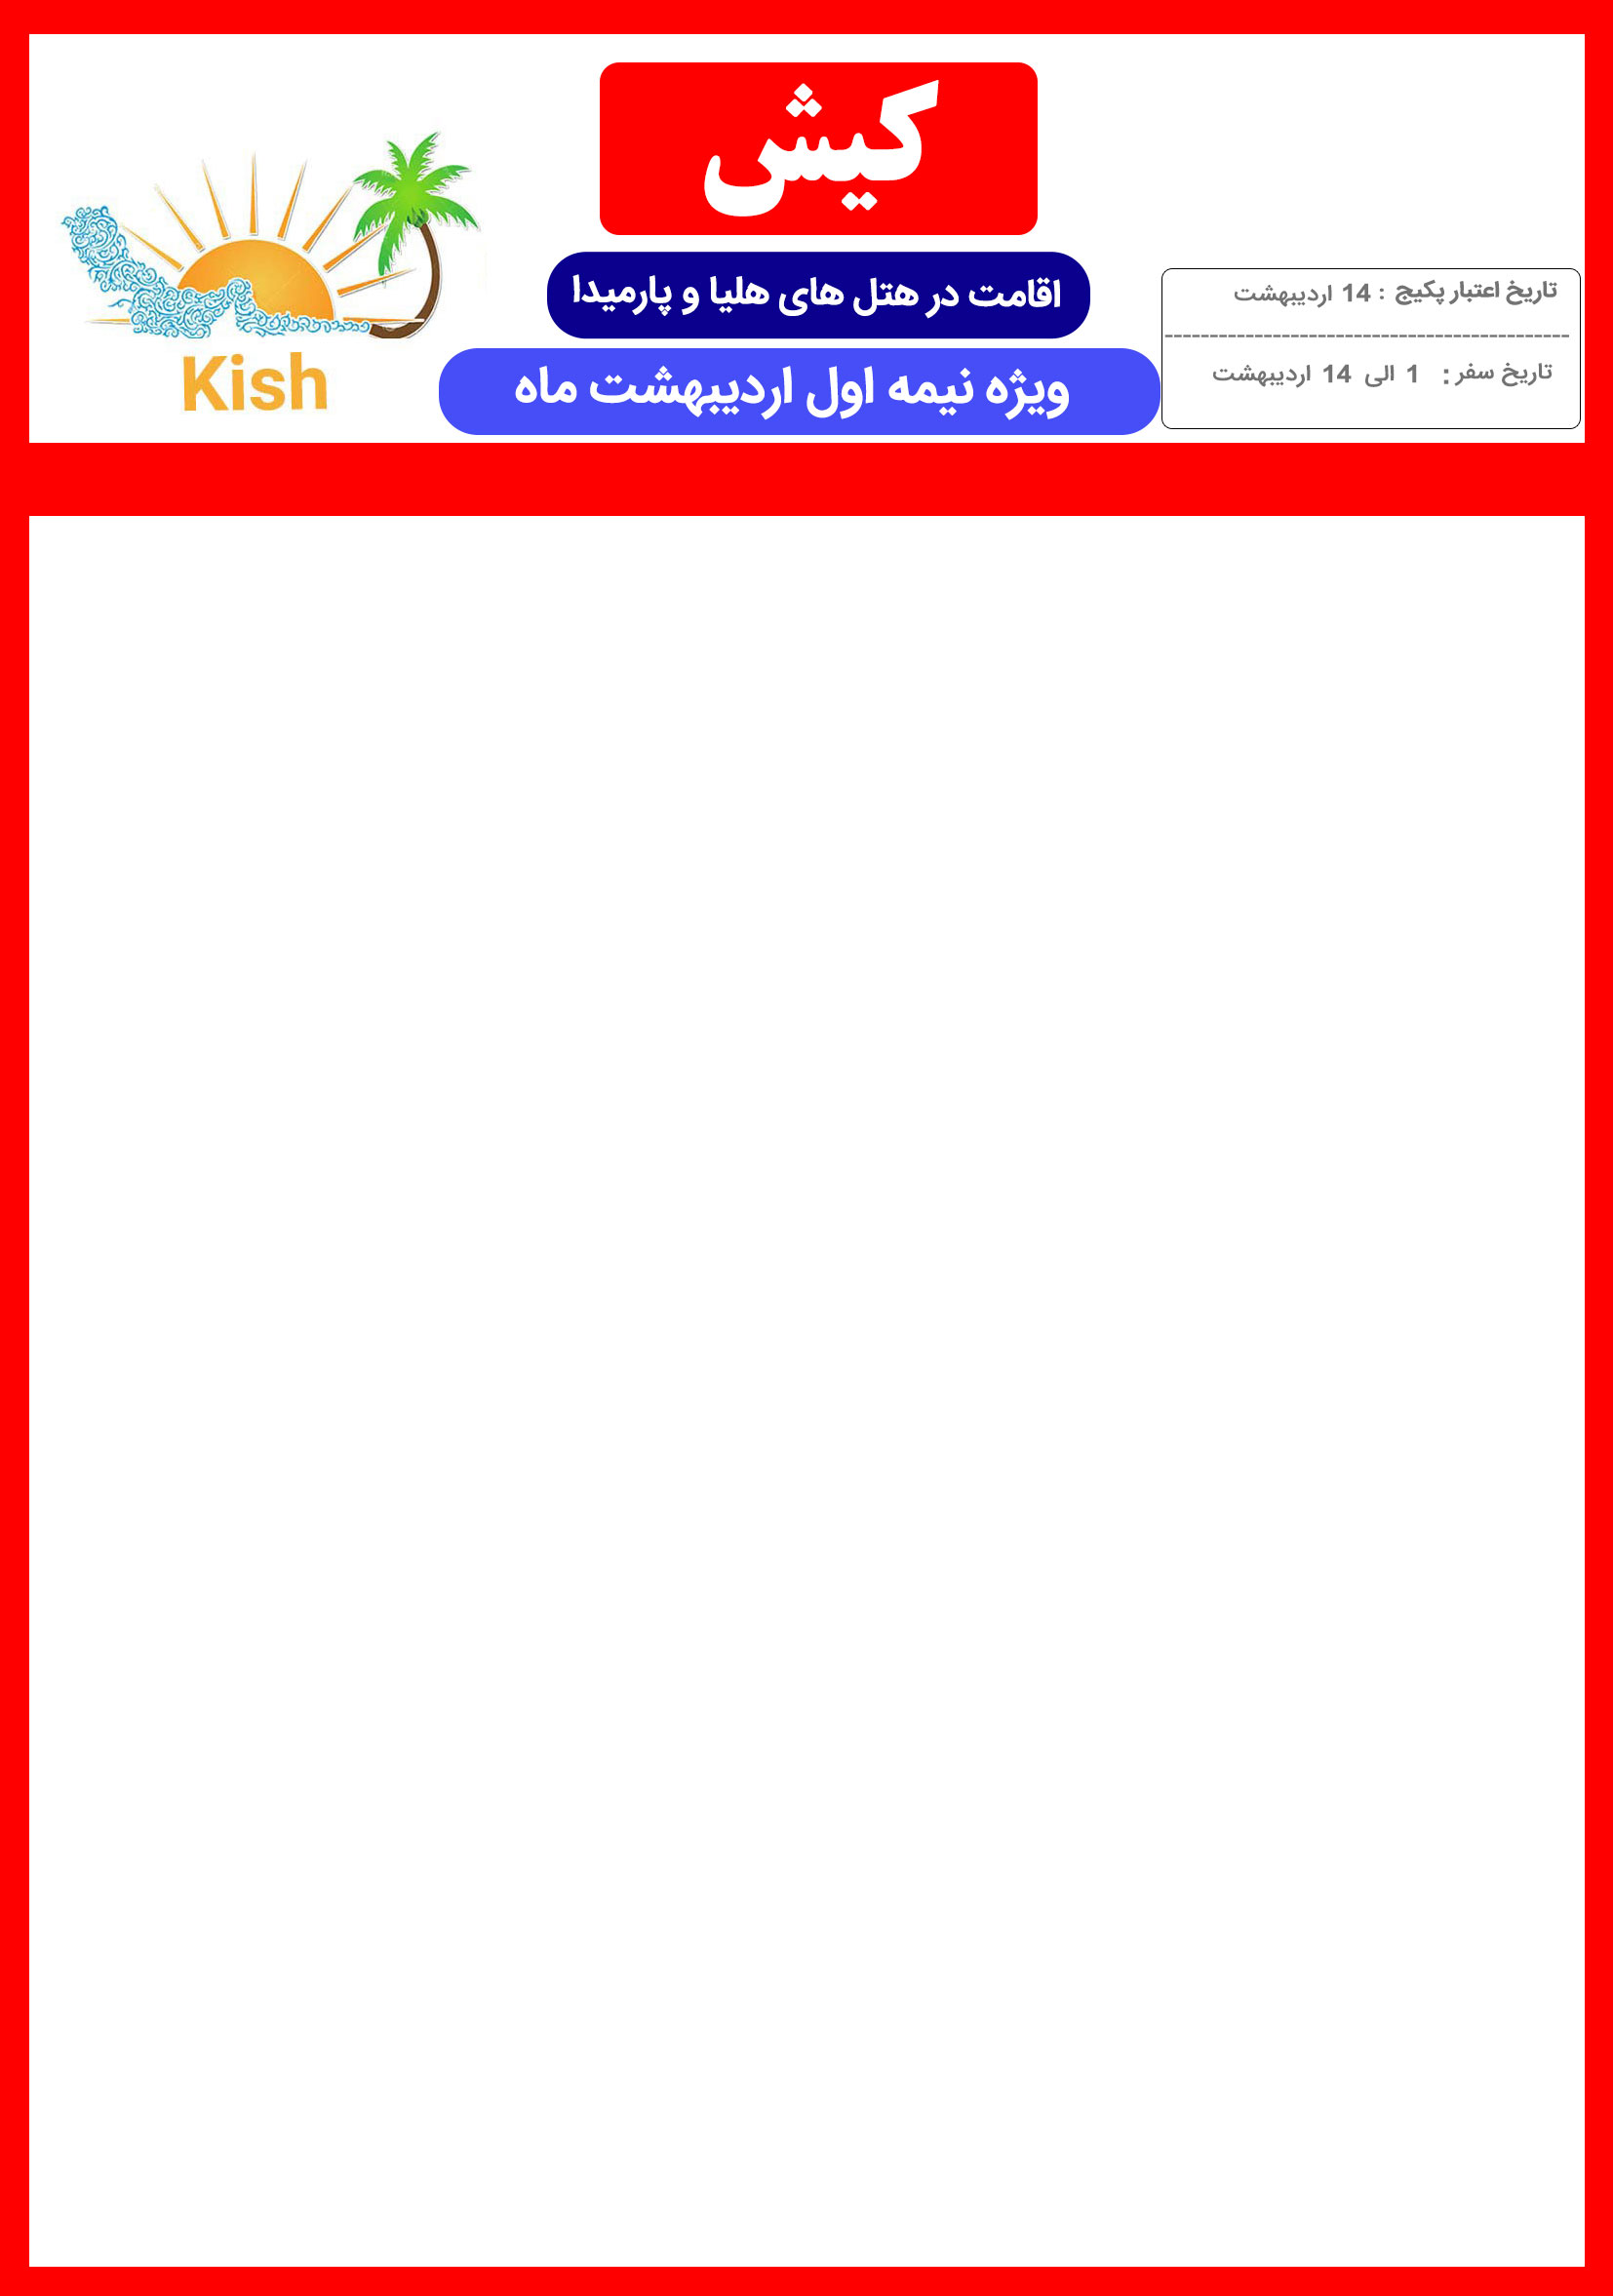 کیش
اقامت در هتل های هلیا و پارمیدا
ویژه نیمه اول اردیبهشت ماه
تاریخ اعتبار پکیج : 14 اردیبهشت
----------------------------------------------
تاریخ سفر : 1 الی 14 اردیبهشت
Kish